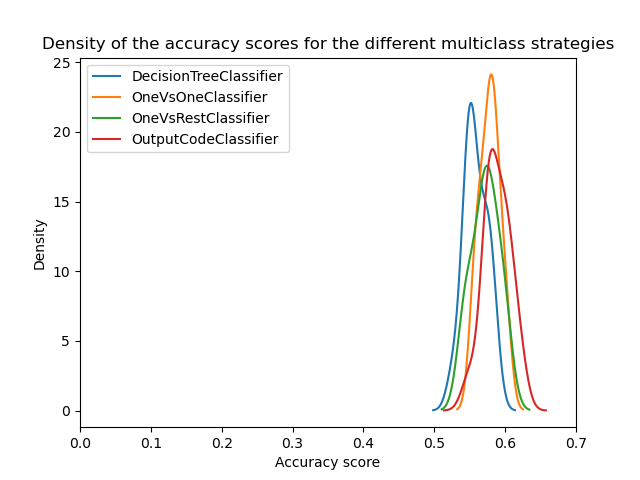 Density of the accuracy scores for the different multiclass strategies
DecisionTreeClassifier
OneVsOneClassifier
OneVsRestClassifier
OutputCodeClassifier
25
20
15
10
5
0
Density
0.0 0.1 0.2 0.3 0.4 0.5 0.6 0.7
Accuracy score